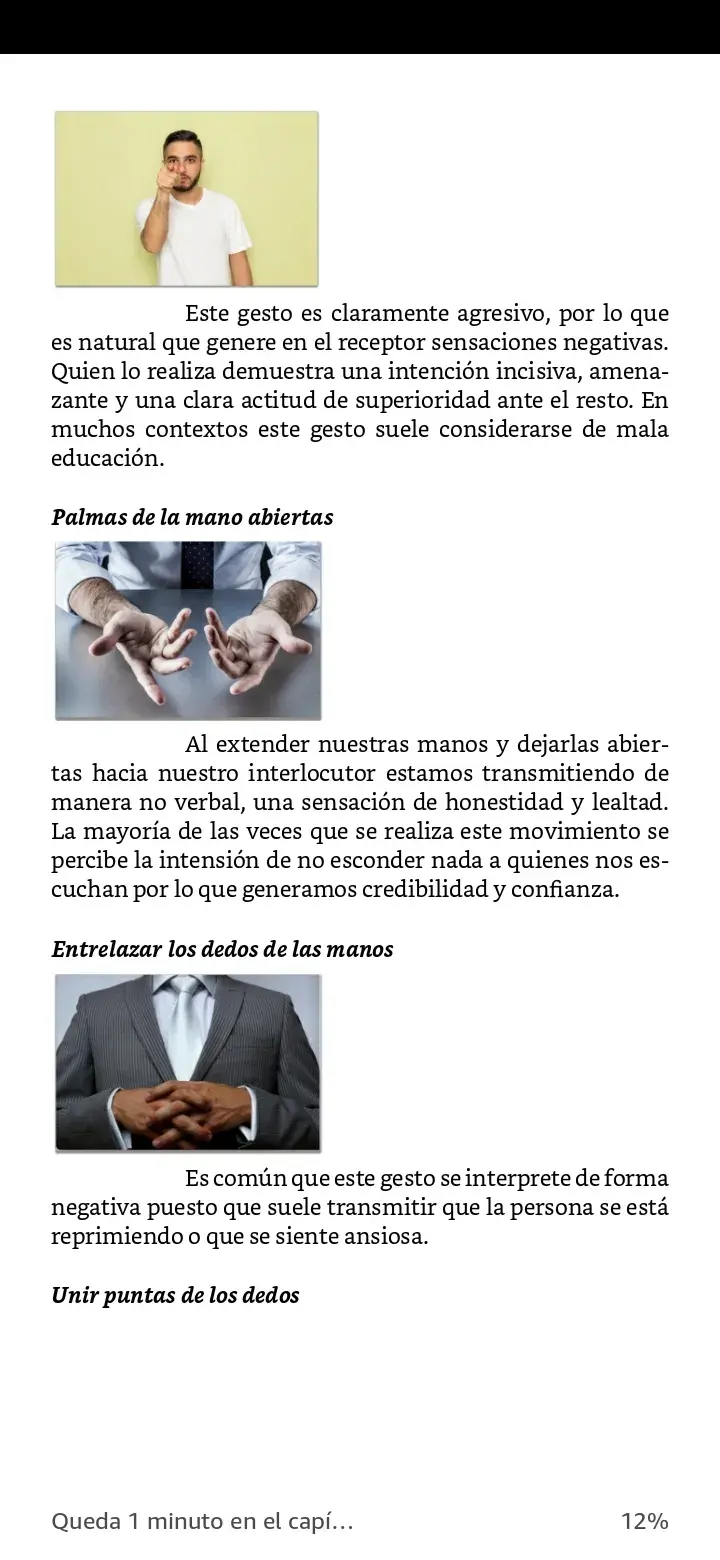 Este gesto es claramente agresivo, por lo que
es natural que genere en el receptor sensaciones negativas.
Quien lo realiza demuestra una intención incisiva, amena-
zante y una clara actitud de superioridad ante el resto. En
muchos contextos este gesto suele considerarse de mala
educación.
Palmas de la mano abiertas
Al extender nuestras manos y dejarlas abier-
tas hacia nuestro interlocutor estamos transmitiendo de
manera no verbal, una sensación de honestidad y lealtad.
La mayoría de las veces que se realiza este movimiento se
percibe la intensión de no esconder nada a quienes nos es-
cuchan por lo que generamos credibilidad y confianza.
Entrelazar los dedos de las manos
Es común que este gesto se interprete de forma
negativa puesto que suele transmitir que la persona se está
reprimiendo o que se siente ansiosa.
Unir puntas de los dedos
Queda 1 minuto en el capí… 12%